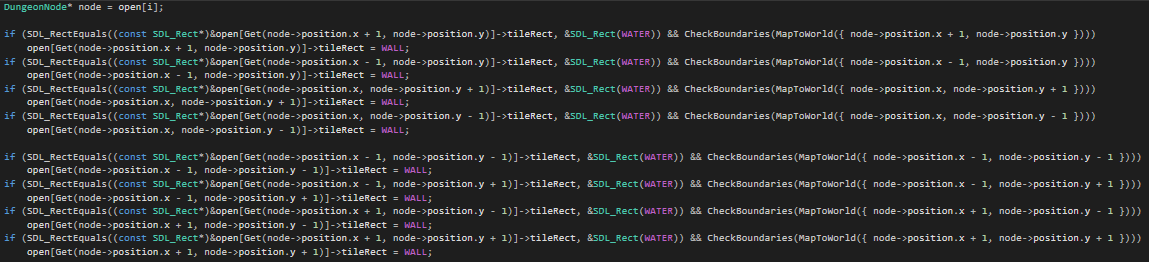 DungeonNode* node = open[i];
if (SDL_RectEquals((const SDL_Rect*)&open[Get(node->position.x + 1, node->position.y)]->tileRect, &SDL_Rect(WATER)) && CheckBoundaries(MapToWorld({ node->position.x + 1, node->position.y })))
open[Get(node->position.x + 1, node->position.y)]->tileRect = WALL;
if (SDL_RectEquals((const SDL_Rect*)&open[Get(node->position.x - 1, node->position.y)]->tileRect, &SDL_Rect(WATER)) && CheckBoundaries(MapToWorld({ node->position.x - 1, node->position.y })))
open[Get(node->position.x - 1, node->position.y)]->tileRect = WALL;
if (SDL_RectEquals((const SDL_Rect*)&open[Get(node->position.x, node->position.y + 1)]->tileRect, &SDL_Rect(WATER)) && CheckBoundaries(MapToWorld({ node->position.x, node->position.y + 1 })))
open[Get(node->position.x, node->position.y + 1)]->tileRect = WALL;
if (SDL_RectEquals((const SDL_Rect*)&open[Get(node->position.x, node->position.y - 1)]->tileRect, &SDL_Rect(WATER)) && CheckBoundaries(MapToWorld({ node->position.x, node->position.y - 1 })))
open[Get(node->position.x, node->position.y - 1)]->tileRect = WALL;
if (SDL_RectEquals((const SDL_Rect*)&open[Get(node->position.x - 1, node->position.y - 1)]->tileRect, &SDL_Rect(WATER)) && CheckBoundaries(MapToWorld({ node->position.x - 1, node->position.y - 1 })))
open[Get(node->position.x - 1, node->position.y - 1)]->tileRect = WALL;
if (SDL_RectEquals((const SDL_Rect*)&open[Get(node->position.x - 1, node->position.y + 1)]->tileRect, &SDL_Rect(WATER)) && CheckBoundaries(MapToWorld({ node->position.x - 1, node->position.y + 1 })))
open[Get(node->position.x - 1, node->position.y + 1)]->tileRect = WALL;
if (SDL_RectEquals((const SDL_Rect*)&open[Get(node->position.x + 1, node->position.y - 1)]->tileRect, &SDL_Rect(WATER)) && CheckBoundaries(MapToWorld({ node->position.x + 1, node->position.y - 1 })))
open[Get(node->position.x + 1, node->position.y - 1)]->tileRect = WALL;
if (SDL_RectEquals((const SDL_Rect*)&open[Get(node->position.x + 1, node->position.y + 1)]->tileRect, &SDL_Rect(WATER)) && CheckBoundaries(MapToWorld({ node->position.x + 1, node->position.y + 1 })))
open[Get(node->position.x + 1, node->position.y + 1)]->tileRect = WALL;